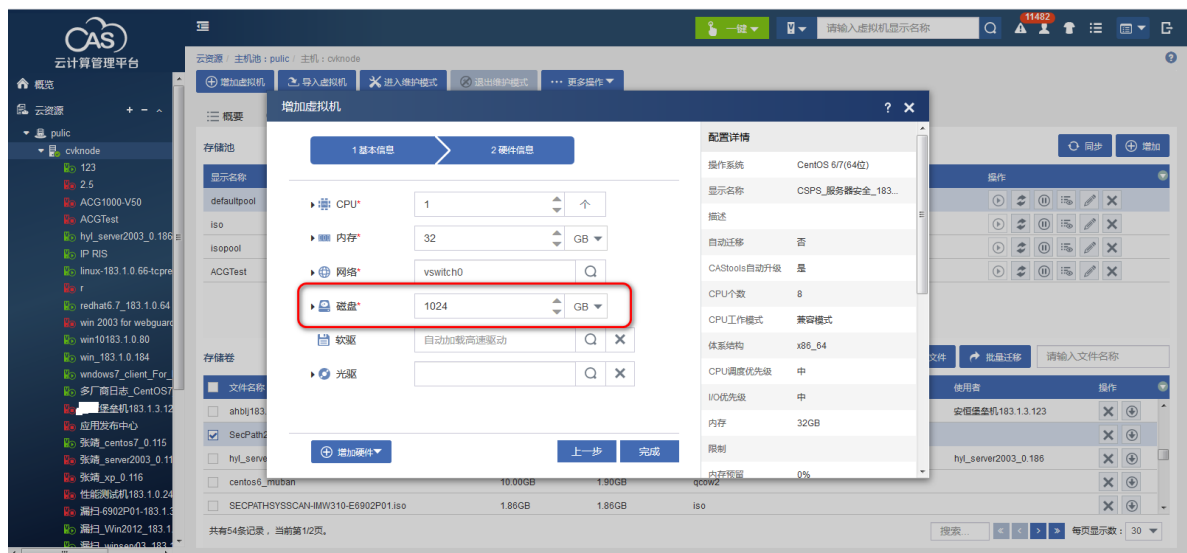 CAS
云计算管理平台
一键
请输入虚拟机显示名称
11482
概览
云资源
pulic
cvknode
123
2.5
ACG1000-V50
ACGTest
hyl_server2003_0.186
IP RIS
linux-183.1.0.66-tcpre
r
redhat6.7_183.1.0.64
win 2003 for webguard
win10183.1.0.80
win_183.1.0.184
wndows7_client_For_
多厂商日志_CentOS7
堡垒机183.1.3.12
应用发布中心
张靖_centos7_0.115
张靖_server2003_0.11
张靖_xp_0.116
性能测试机183.1.0.24
漏扫-6902P01-183.1.3
漏扫_Win2012_183.1
漏扫_winserv03_183.
云资源 / 主机池：pulic / 主机：cvknode
增加虚拟机 导入虚拟机 进入维护模式 退出维护模式 更多操作
概要
存储池
同步 增加
显示名称 操作
defaultpool
iso
isopool
ACGTest
增加虚拟机
1 基本信息 2 硬件信息
CPU* 1 个
内存* 32 GB
网络* vswitch0
磁盘* 1024 GB
软驱 自动加载高速驱动
光驱
增加硬件 上一步 完成
配置详情
操作系统 CentOS 6/7(64位)
显示名称 CSPS_服务器安全_183...
描述
自动迁移 否
CAStools自动升级 是
CPU个数 8
CPU工作模式 兼容模式
体系结构 x86_64
CPU调度优先级 中
I/O优先级 中
内存 32GB
限制
内存预留 0%
存储卷
文件 批量迁移 请输入文件名称
文件名称 使用者 操作
ahblj183. 安恒堡垒机183.1.3.123
SecPath2
hyl_serve hyl_server2003_0.186
centos6_muban 10.00GB 1.90GB qcow2
SECPATHSYSSCAN-IMW310-E6902P01.iso 1.86GB 1.86GB iso
共有54条记录，当前第1/2页。
搜索... 每页显示数： 30